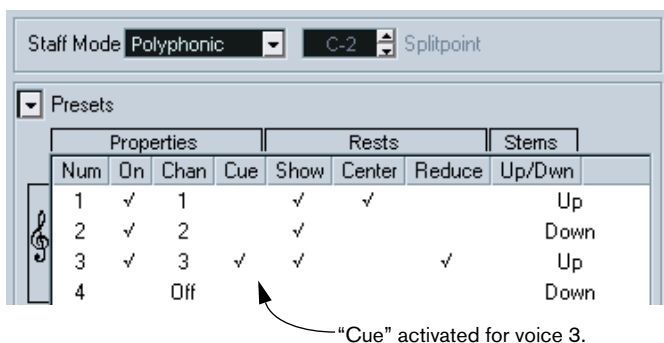 Staff Mode Polyphonic C-2 Splitpoint
Presets
Properties Rests Stems
Num On Chan Cue Show Center Reduce Up/Dwn
1 √ 1 √ √ Up
2 √ 2 √ Down
3 √ 3 √ √ √ Up
4 Off Down
“Cue” activated for voice 3.